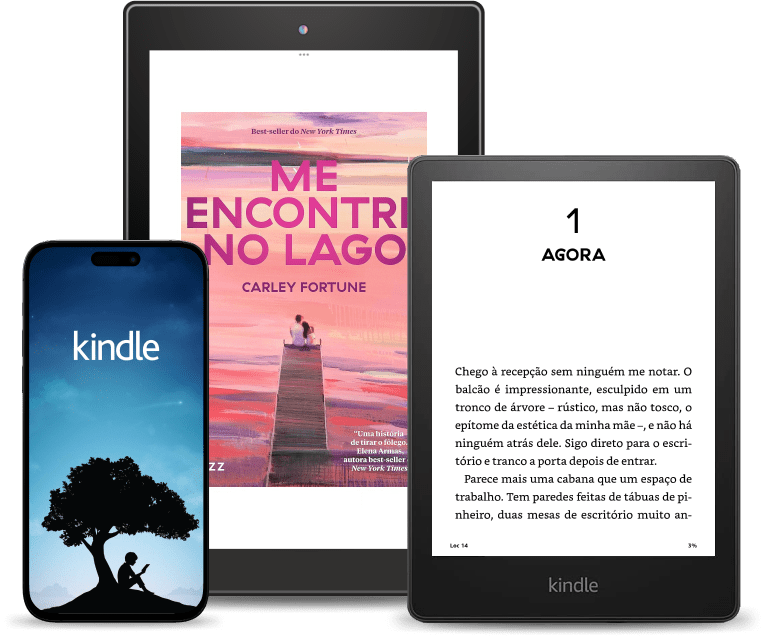 Best-seller do New York Times
ME
ENCONTRE
NO LAGO
CARLEY FORTUNE
"Uma história
de tirar o fôlego.
Elena Armas,
autora best-seller
New York Times
ZZ
kindle
1
AGORA
Chego à recepção sem ninguém me notar. O
balcão é impressionante, esculpido em um
tronco de árvore – rústico, mas não tosco, o
epítome da estética da minha mãe –, e não há
ninguém atrás dele. Sigo direto para o escri-
tório e tranco a porta depois de entrar.
Parece mais uma cabana que um espaço de
trabalho. Tem paredes feitas de tábuas de pi-
nheiro, duas mesas de escritório muito an-
Loc 14
3%
kindle